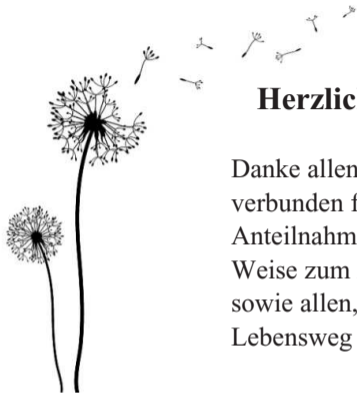 Herzlic
Danke allen
verbunden f
Anteilnahm
Weise zum
sowie allen,
Lebensweg